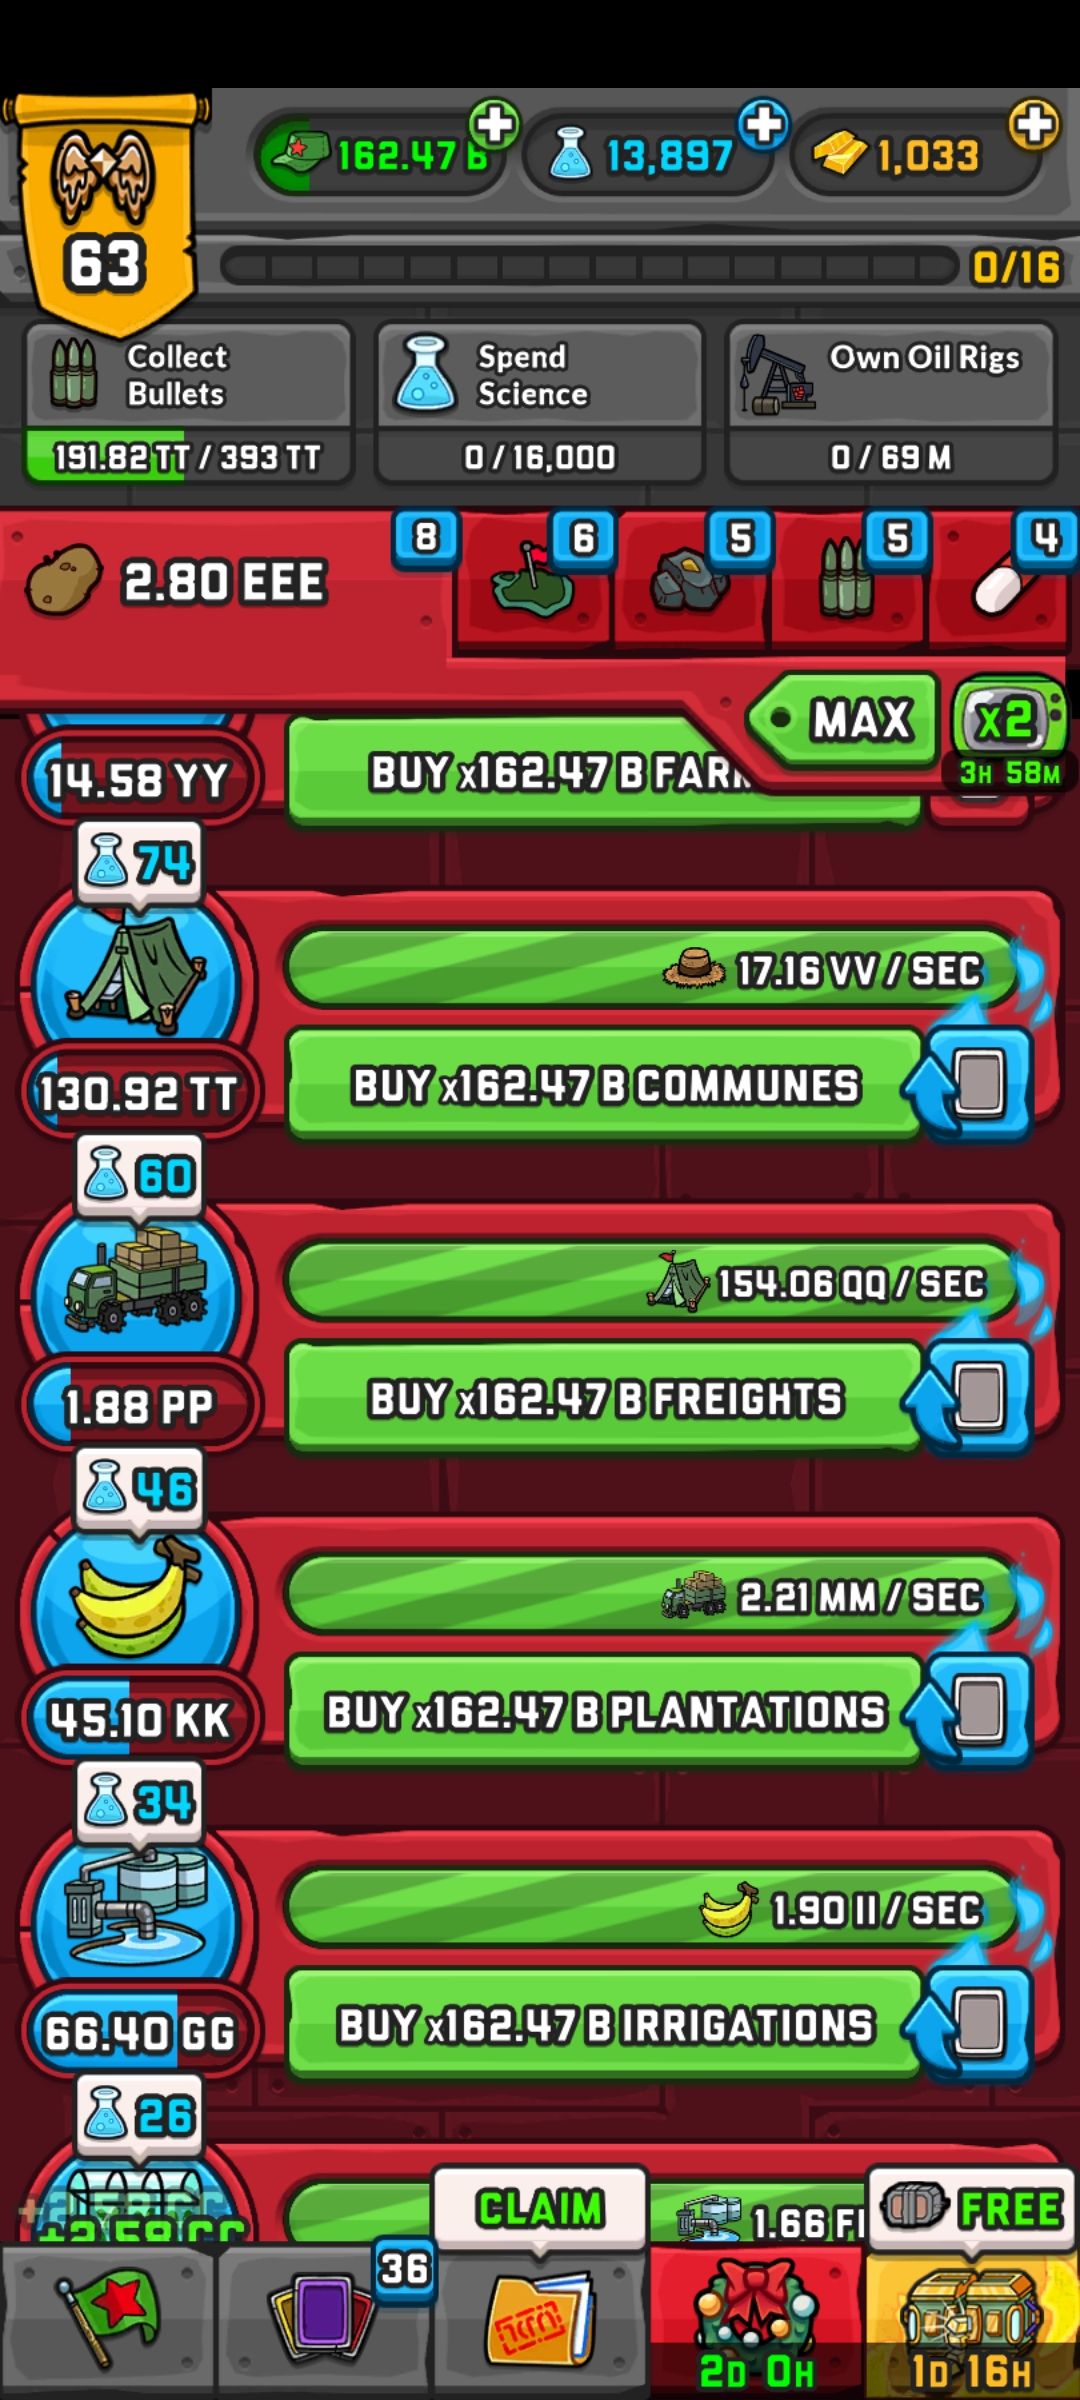 162.47 B
13,897
1,033
63
0/16
Collect
Bullets
191.82 TT / 393 TT
Spend
Science
0 / 16,000
Own Oil Rigs
0 / 69 M
2.80 EEE
8
6
5
5
4
MAX
x2
3H 58M
14.58 YY
BUY x162.47 B
74
17.16 VV / SEC
130.92 TT
BUY x162.47 B COMMUNES
60
154.06 QQ / SEC
1.88 PP
BUY x162.47 B FREIGHTS
46
2.21 MM / SEC
45.10 KK
BUY x162.47 B PLANTATIONS
34
1.90 II / SEC
66.40 GG
BUY x162.47 B IRRIGATIONS
26
1.66
CLAIM
FREE
36
2D 0H
1D 16H